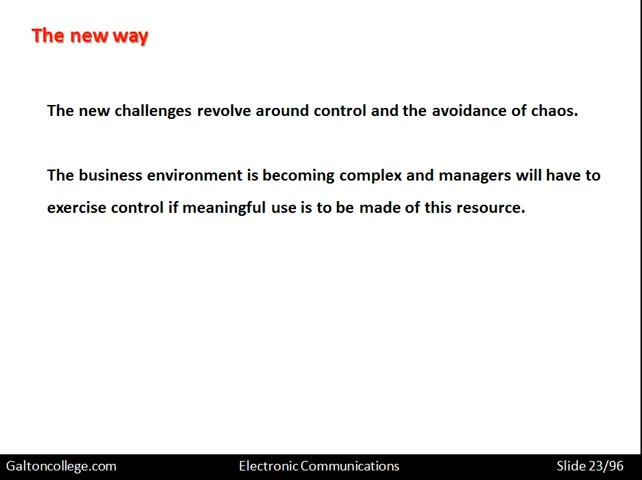 The new way
The new challenges revolve around control and the avoidance of chaos.
The business environment is becoming complex and managers will have to
exercise control if meaningful use is to be made of this resource.
Galtoncollege.com Electronic Communications Slide 23/96